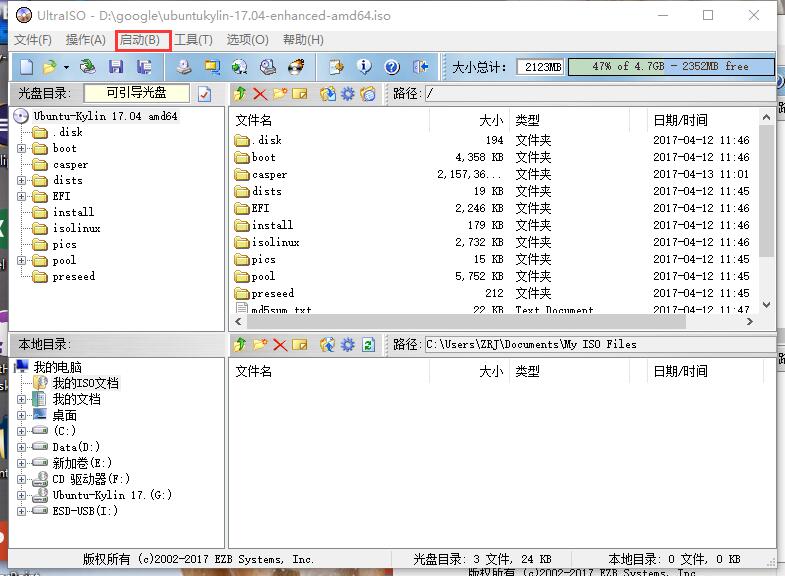 UltraISO - D:\google\ubuntukylin-17.04-enhanced-amd64.iso
文件(F) 操作(A) 启动(B) 工具(T) 选项(O) 帮助(H)
大小总计: 2123MB 47% of 4.7GB - 2352MB free
光盘目录: 可引导光盘 路径: /
Ubuntu-Kylin 17.04 amd64
.disk
boot
casper
dists
EFI
install
isolinux
pics
pool
preseed
文件名 大小 类型 日期/时间
.disk 194 文件夹 2017-04-12 11:46
boot 4,358 KB 文件夹 2017-04-12 11:46
casper 2,157,36... 文件夹 2017-04-13 11:01
dists 19 KB 文件夹 2017-04-12 11:45
EFI 2,246 KB 文件夹 2017-04-12 11:46
install 179 KB 文件夹 2017-04-12 11:46
isolinux 2,732 KB 文件夹 2017-04-12 11:46
pics 15 KB 文件夹 2017-04-12 11:45
pool 5,752 KB 文件夹 2017-04-12 11:45
preseed 212 文件夹 2017-04-12 11:45
md5sum.txt 22 KB Text Document 2017-04-12 11:47
本地目录: 路径: C:\Users\ZRJ\Documents\My ISO Files
我的电脑
我的ISO文档
我的文档
桌面
(C:)
Data(D:)
新加卷(E:)
CD 驱动器(F:)
Ubuntu-Kylin 17.(G:)
ESD-USB(I:)
文件名 大小 类型 日期/时间
版权所有 (c)2002-2017 EZB Systems, Inc. 光盘目录: 3 文件, 24 KB 本地目录: 0 文件, 0 KB
版权所有 (c)2002-2017 EZB Systems, Inc.